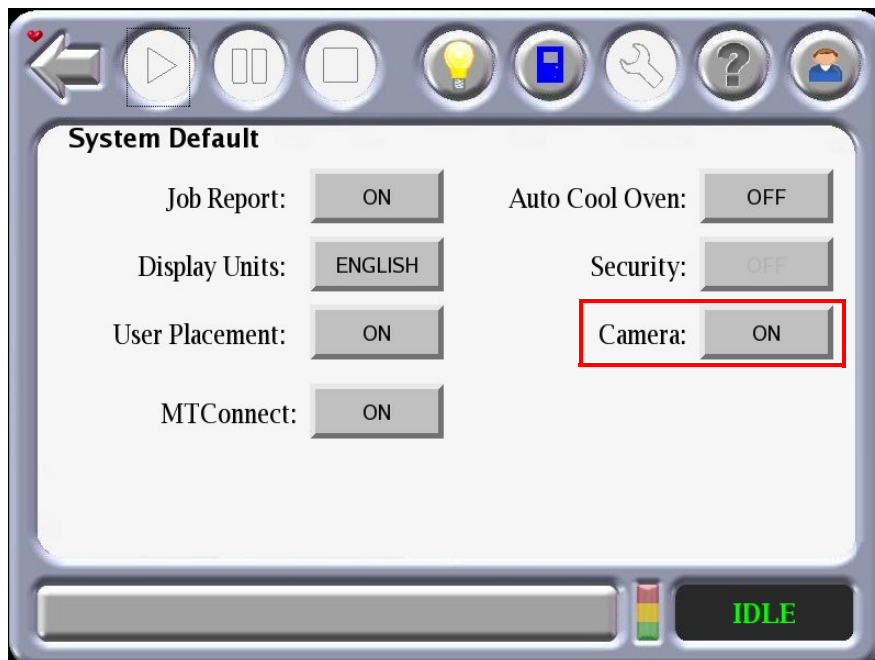 System Default
Job Report: ON Auto Cool Oven: OFF
Display Units: ENGLISH Security: OFF
User Placement: ON Camera: ON
MTConnect: ON
IDLE